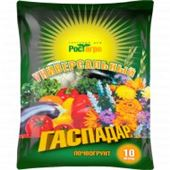 РостАгро
УНИВЕРСАЛЬНЫЙ
ГАСПАДАР
ПОЧВОГРУНТ
10